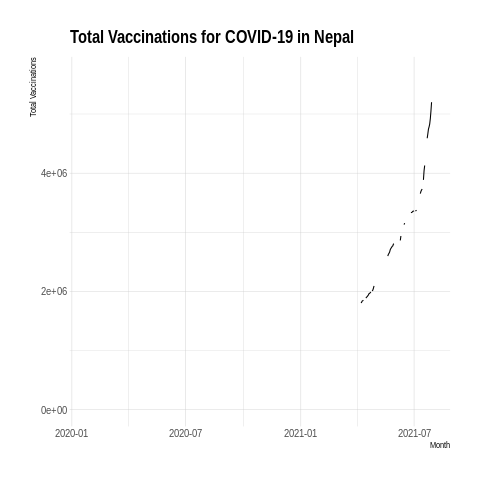 Total Vaccinations for COVID-19 in Nepal
Total Vaccinations
4e+06
2e+06
0e+00
2020-01 2020-07 2021-01 2021-07
Month